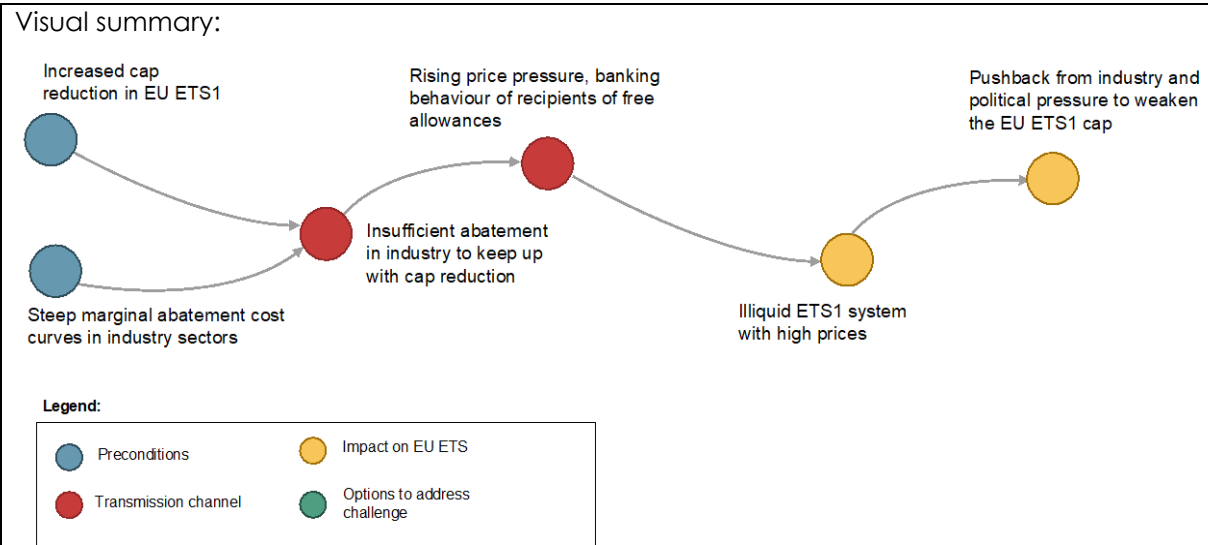 Visual summary:
Increased cap
reduction in EU ETS1
Rising price pressure, banking
behaviour of recipients of free
allowances
Pushback from industry and
political pressure to weaken
the EU ETS1 cap
Insufficient abatement
in industry to keep up
with cap reduction
Steep marginal abatement cost
curves in industry sectors
Illiquid ETS1 system
with high prices
Legend:
Preconditions
Impact on EU ETS
Transmission channel
Options to address
challenge